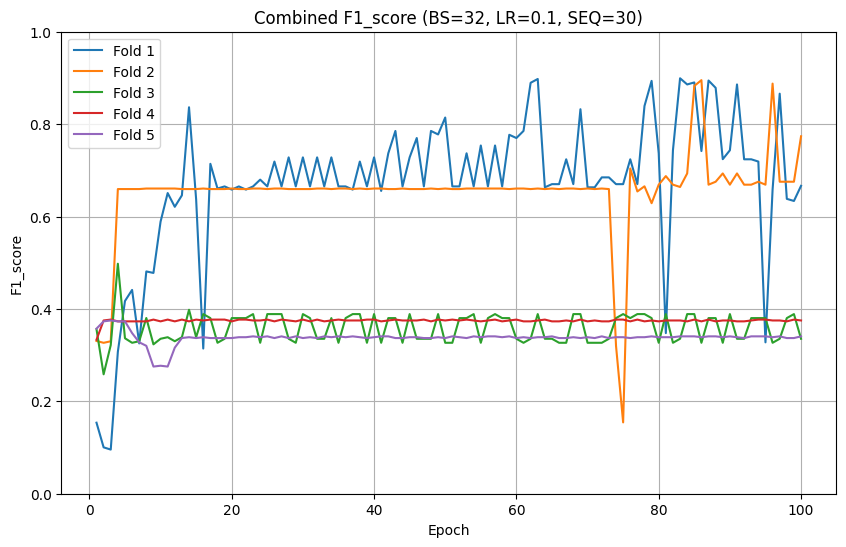 Combined F1_score (BS=32, LR=0.1, SEQ=30)
Fold 1
Fold 2
Fold 3
Fold 4
Fold 5
F1_score
1.0
0.8
0.6
0.4
0.2
0.0
0 20 40 60 80 100
Epoch